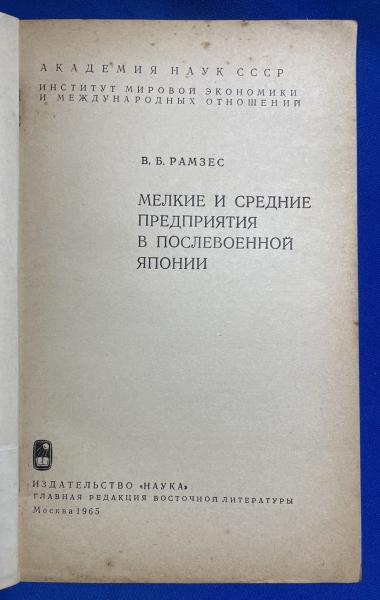 АКАДЕМИЯ НАУК СССР
ИНСТИТУТ МИРОВОЙ ЭКОНОМИКИ
И МЕЖДУНАРОДНЫХ ОТНОШЕНИЙ
В. Б. РАМЗЕС
МЕЛКИЕ И СРЕДНИЕ
ПРЕДПРИЯТИЯ
В ПОСЛЕВОЕННОЙ
ЯПОНИИ
ИЗДАТЕЛЬСТВО «НАУКА»
ГЛАВНАЯ РЕДАКЦИЯ ВОСТОЧНОЙ ЛИТЕРАТУРЫ
Москва 1965